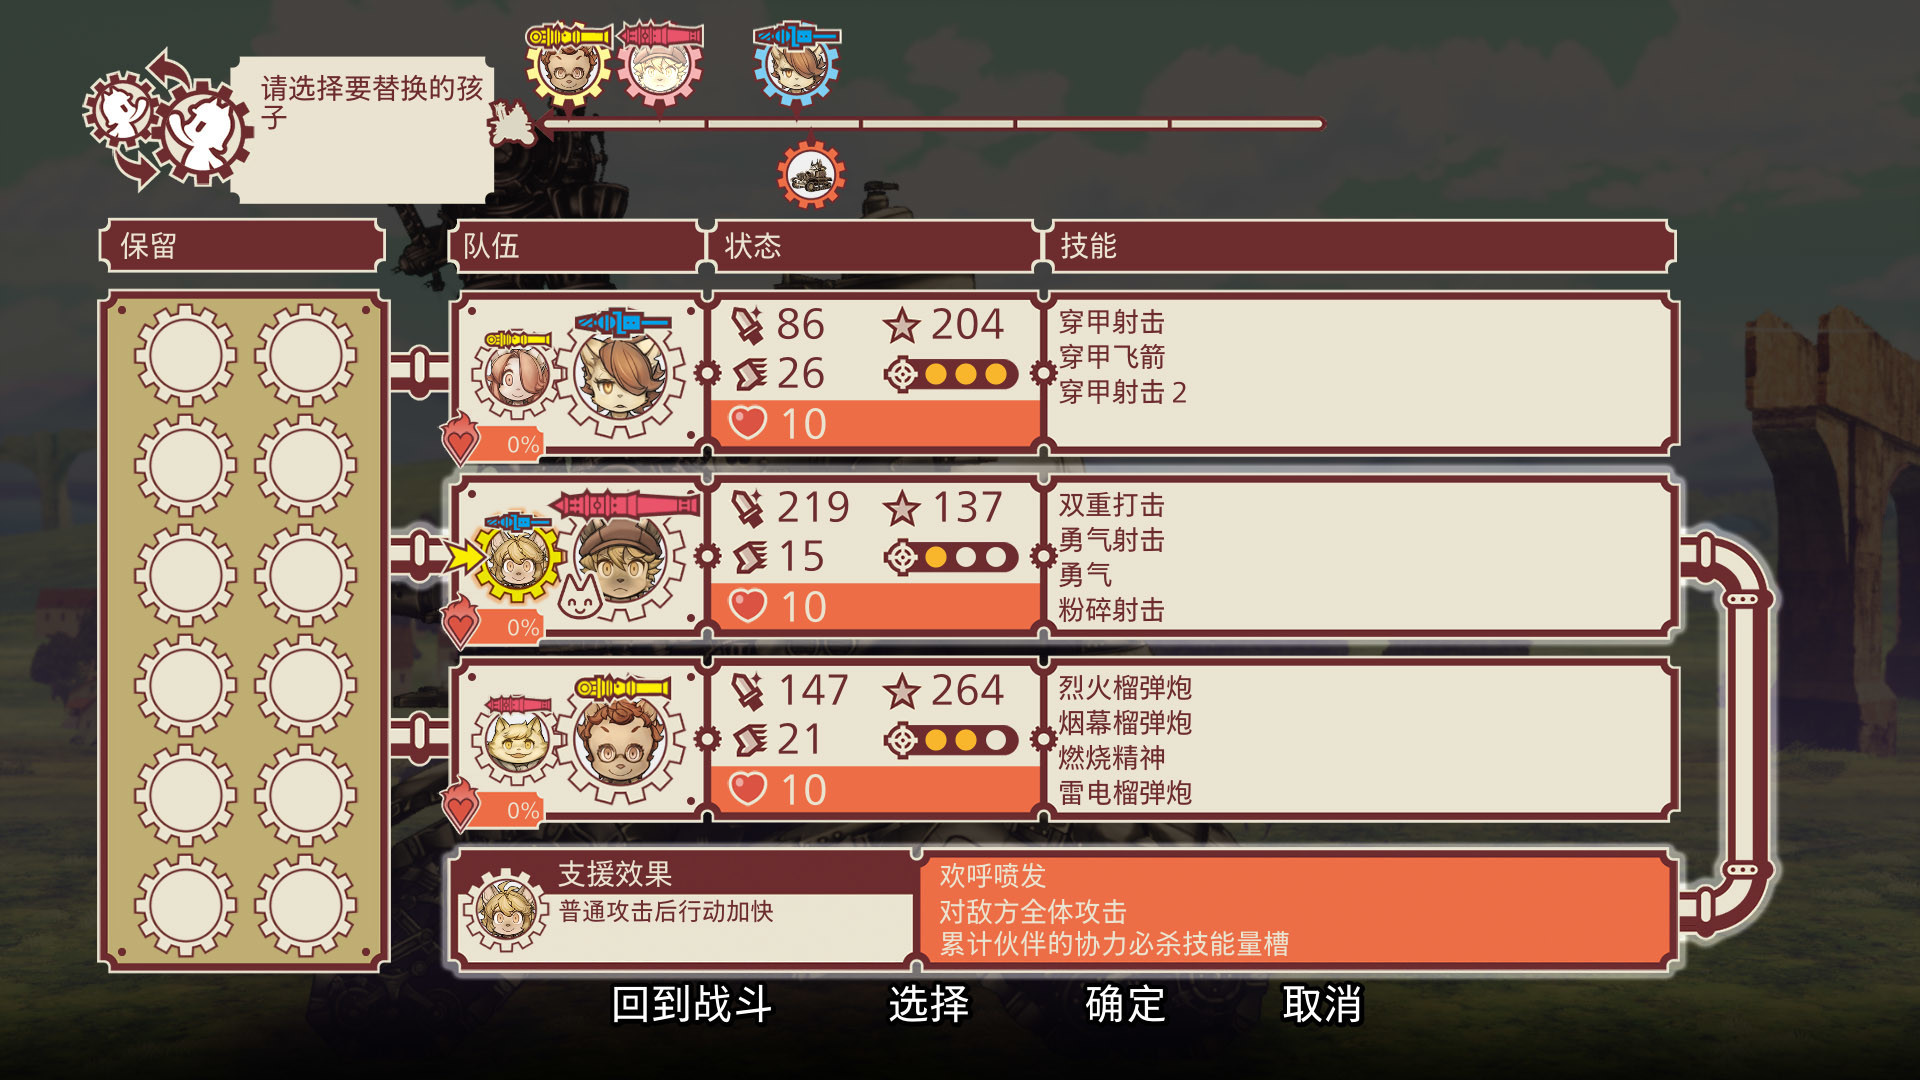 请选择要替换的孩
子
保留
队伍
状态
技能
86
204
26
10
0%
穿甲射击
穿甲飞箭
穿甲射击 2
219
137
15
10
0%
双重打击
勇气射击
勇气
粉碎射击
147
264
21
10
0%
烈火榴弹炮
烟幕榴弹炮
燃烧精神
雷电榴弹炮
支援效果
普通攻击后行动加快
欢呼喷发
对敌方全体攻击
累计伙伴的协力必杀技能量槽
回到战斗
选择
确定
取消